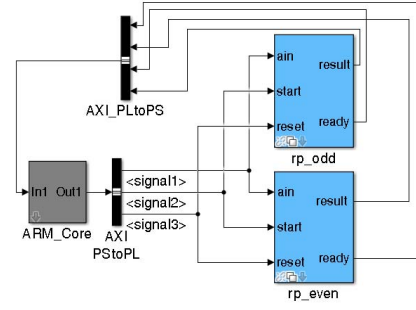 AXI_PLtoPS
ain
result
start
ready
reset
rp_odd
In1 Out1
ARM_Core
AXI
PStoPL
<signal1>
<signal2>
<signal3>
ain
result
start
ready
reset
rp_even